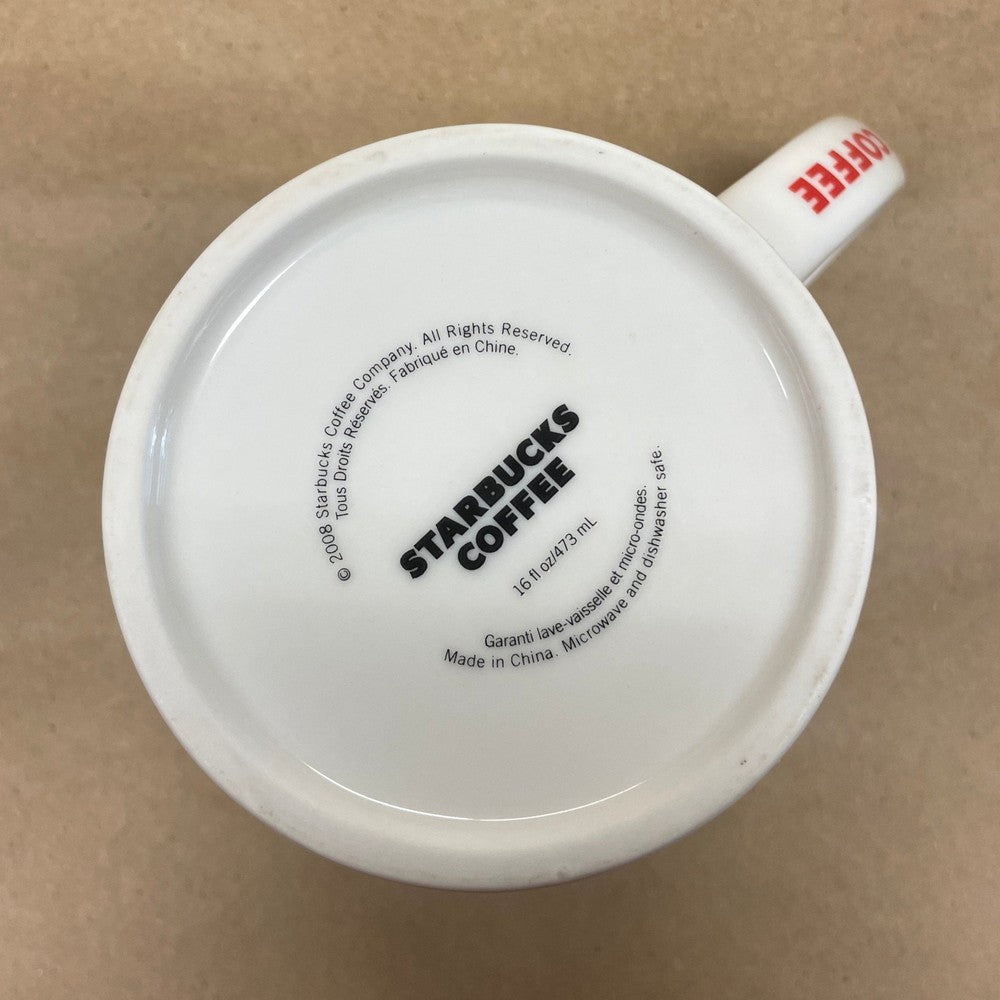 © 2008 Starbucks Coffee Company. All Rights Reserved.
Tous Droits Réservés. Fabriqué en Chine.
STARBUCKS
COFFEE
16 fl oz/473 mL
Garanti lave-vaisselle et micro-ondes.
Made in China. Microwave and dishwasher safe.
COFFEE